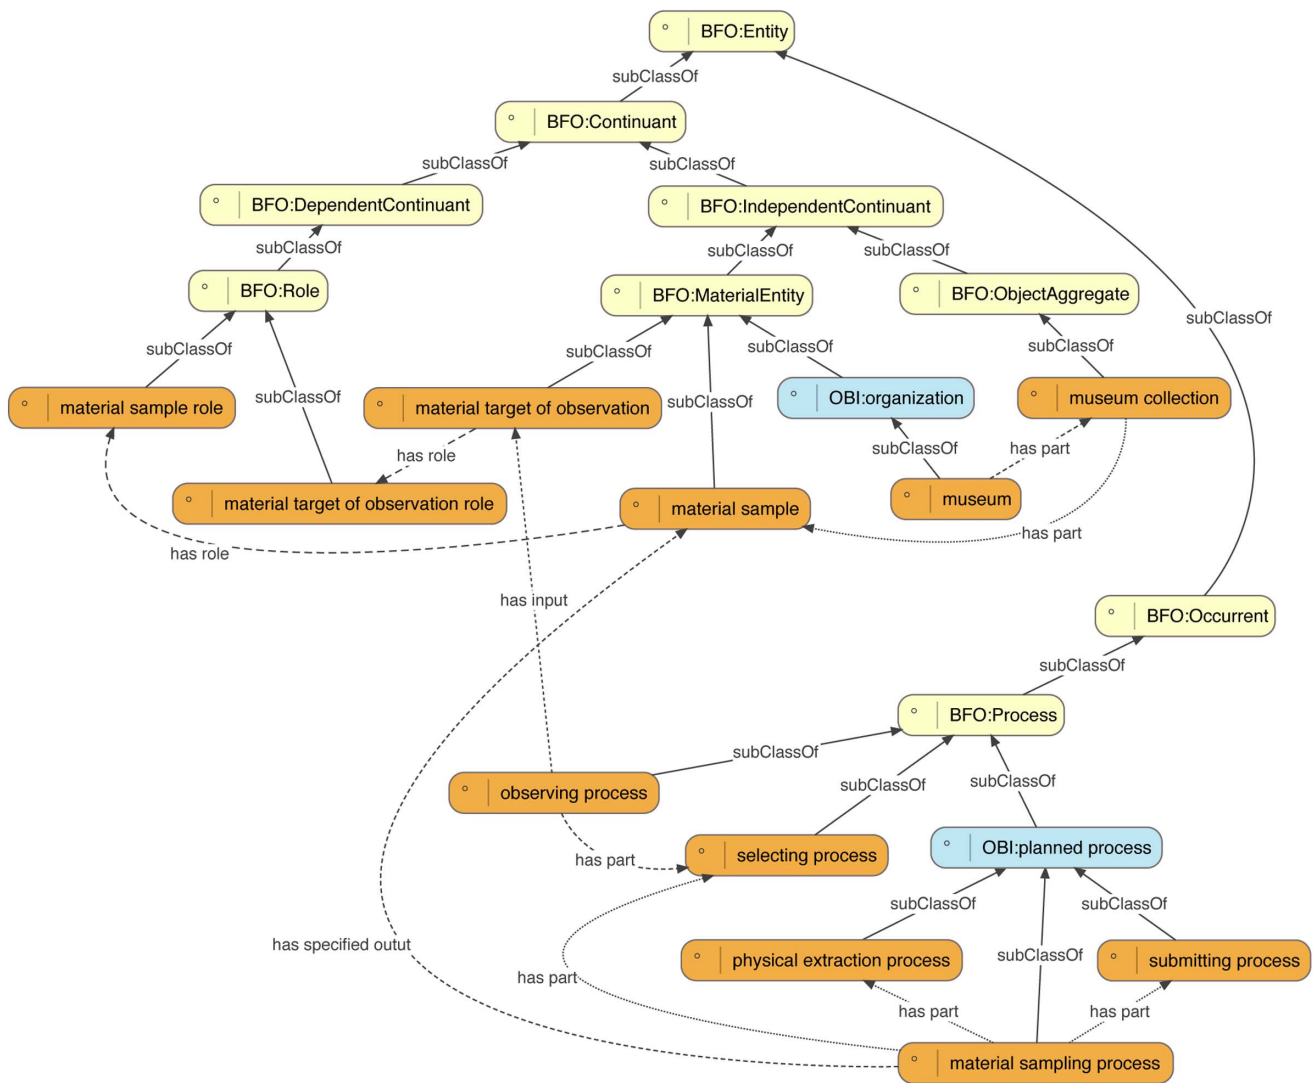 BFO:Entity
subClassOf
BFO:Continuant
subClassOf
subClassOf
BFO:DependentContinuant
BFO:IndependentContinuant
subClassOf
subClassOf
subClassOf
BFO:Role
BFO:MaterialEntity
BFO:ObjectAggregate
subClassOf
subClassOf
subClassOf
subClassOf
subClassOf
subClassOf
subClassOf
material sample role
material target of observation
OBI:organization
museum collection
has role
subClassOf
has part
material target of observation role
material sample
museum
has role
has part
has input
BFO:Occurrent
subClassOf
BFO:Process
subClassOf
observing process
subClassOf
subClassOf
has part
selecting process
OBI:planned process
subClassOf
subClassOf
has specified outut
physical extraction process
subClassOf
submitting process
has part
has part
has part
material sampling process